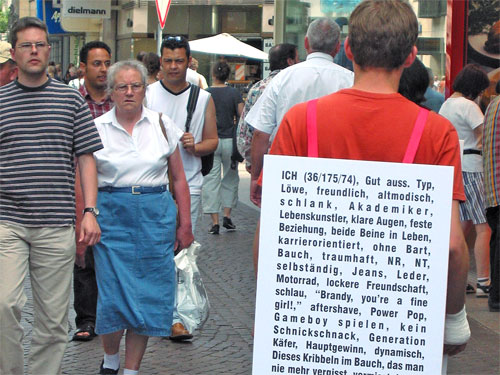 dielmann
ICH (36/175/74), Gut auss. Typ,
Löwe, freundlich, altmodisch,
schlank, Akademiker,
Lebenskunstler, klare Augen, feste
Beziehung, beide Beine in Leben,
karrierorientiert, ohne Bart,
Bauch, traumhaft, NR, NT,
selbständig, Jeans, Leder,
Motorrad, lockere Freundschaft,
schlau, "Brandy, you're a fine
girl!," aftershave, Power Pop,
Gameboy spielen, kein
Schnickschnack, Generation
Käfer, Hauptgewinn, dynamisch,
Dieses Kribbeln im Bauch, das man
nie mehr vergisst, vermisst